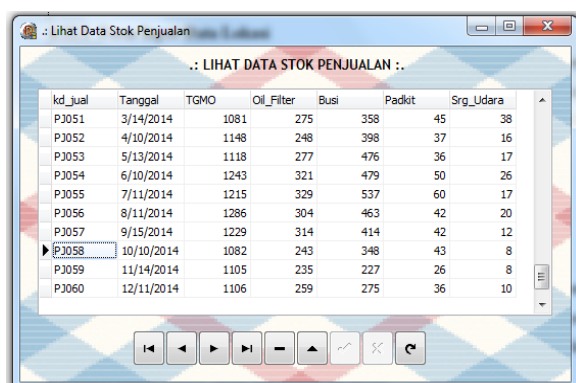 .: Lihat Data Stok Penjualan
.: LIHAT DATA STOK PENJUALAN :.
kd_jual Tanggal TGMO Oil_Filter Busi Padkit Srg_Udara
PJ051 3/14/2014 1081 275 358 45 38
PJ052 4/10/2014 1148 248 398 37 16
PJ053 5/13/2014 1118 277 476 36 17
PJ054 6/10/2014 1243 321 479 50 26
PJ055 7/11/2014 1215 329 537 60 17
PJ056 8/11/2014 1286 304 463 42 20
PJ057 9/15/2014 1229 314 414 42 12
PJ058 10/10/2014 1082 243 348 43 8
PJ059 11/14/2014 1105 235 227 26 8
PJ060 12/11/2014 1106 259 275 36 10